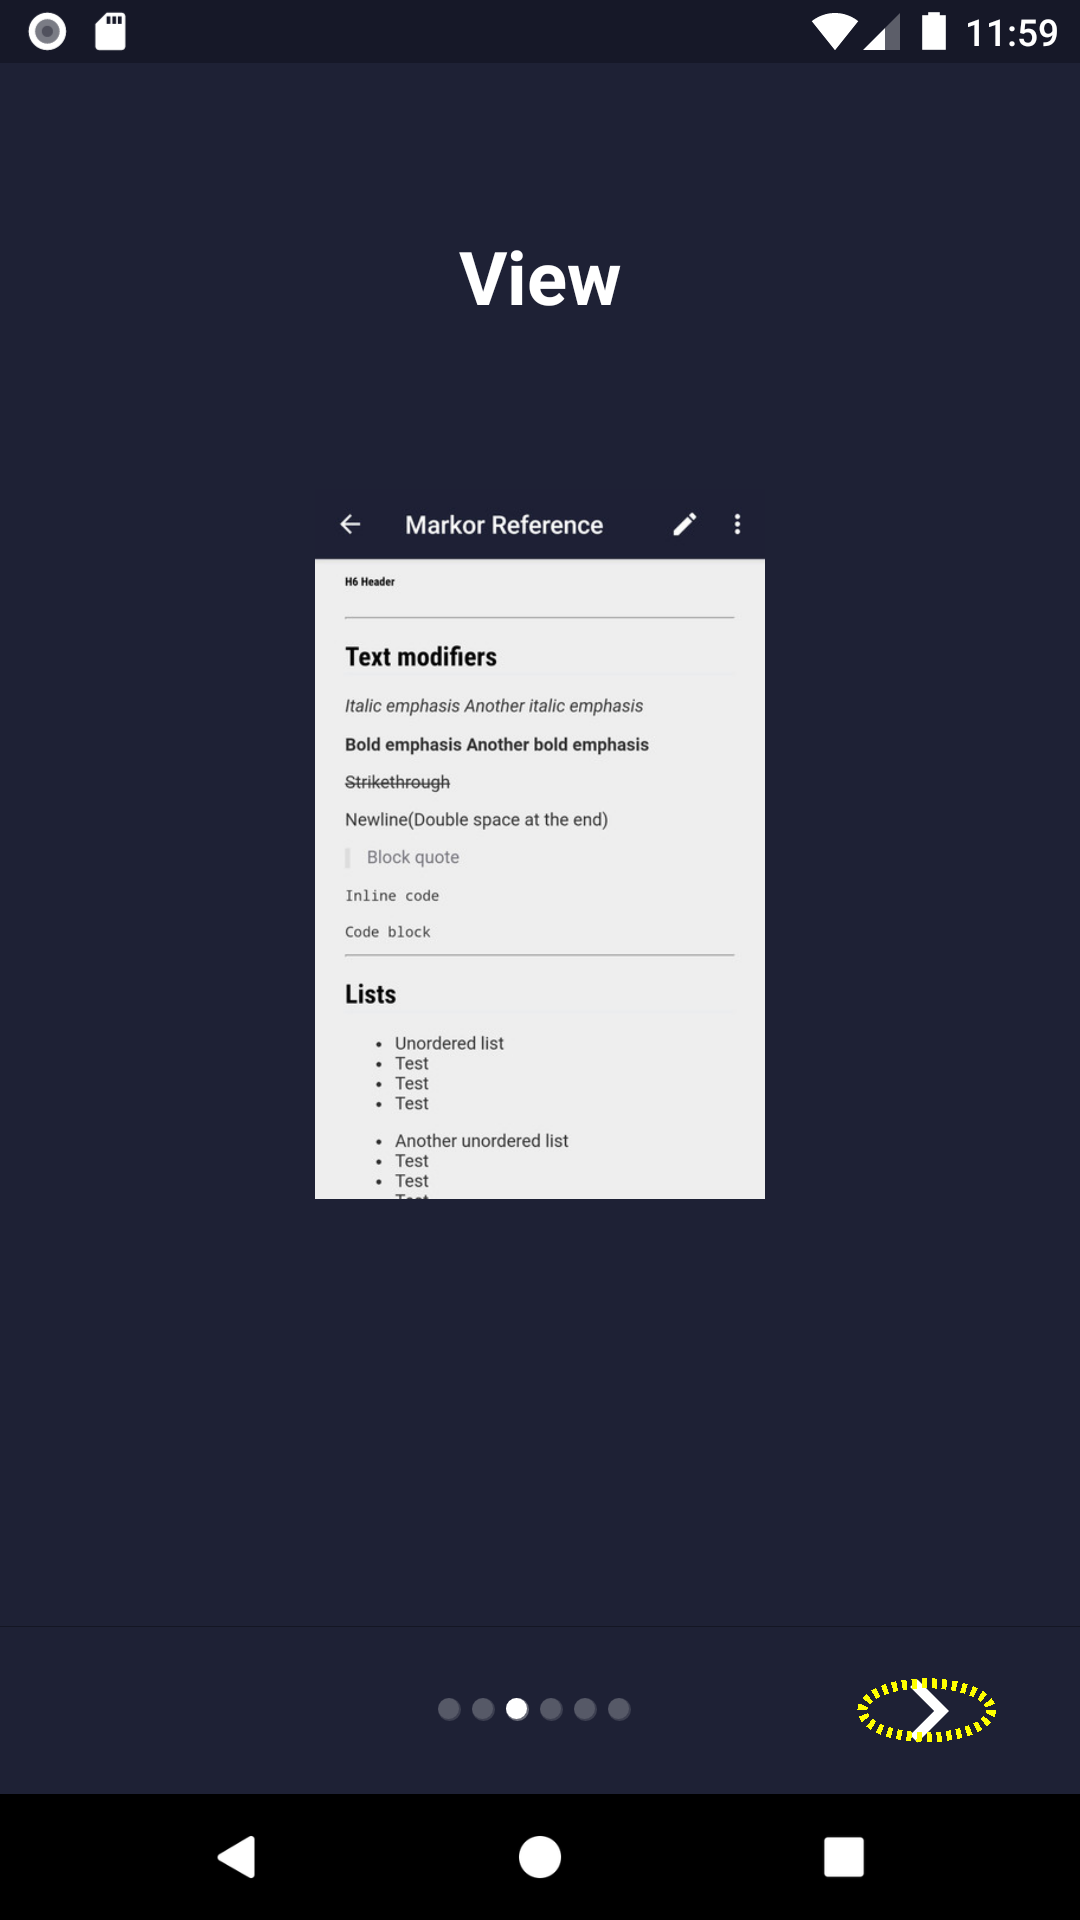 11:59
View
Markor Reference
H6 Header
Text modifiers
Italic emphasis Another italic emphasis
Bold emphasis Another bold emphasis
Strikethrough
Newline(Double space at the end)
Block quote
Inline code
Code block
Lists
• Unordered list
• Test
• Test
• Test
• Another unordered list
• Test
• Test
Test